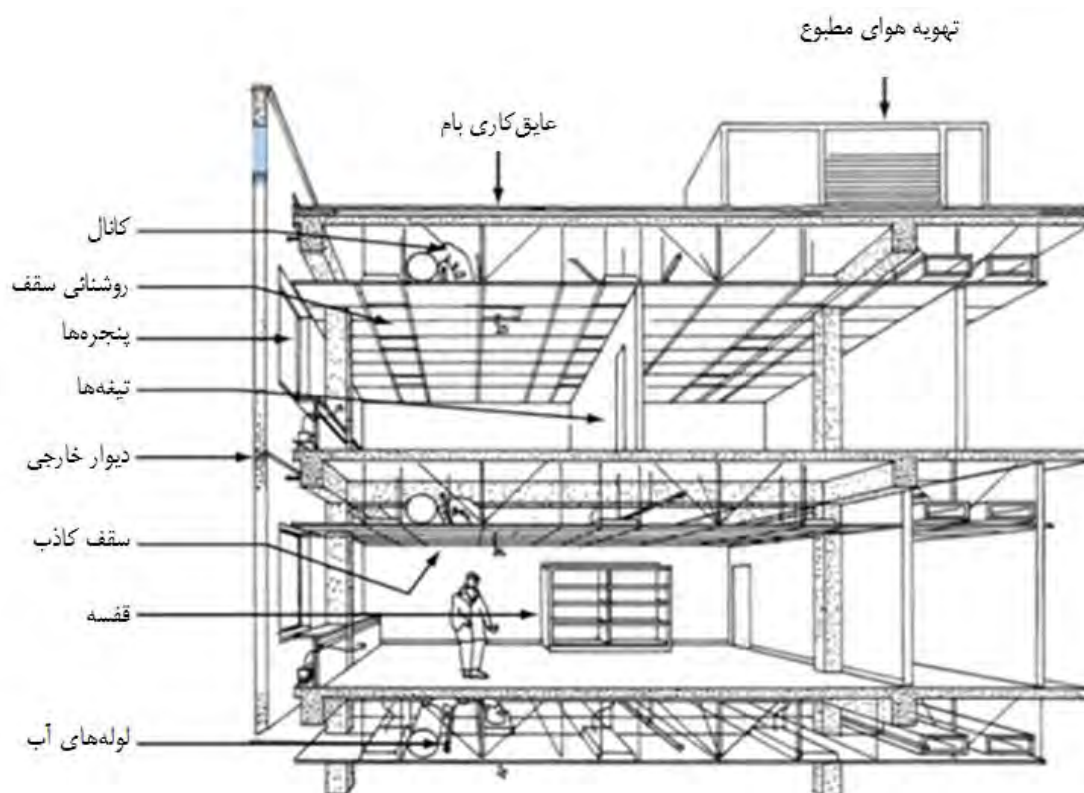 تهویه هوای مطبوع
عایق‌کاری بام
کانال
روشنائی سقف
پنجره‌ها
تیغه‌ها
دیوار خارجی
سقف کاذب
قفسه
لوله‌های آب